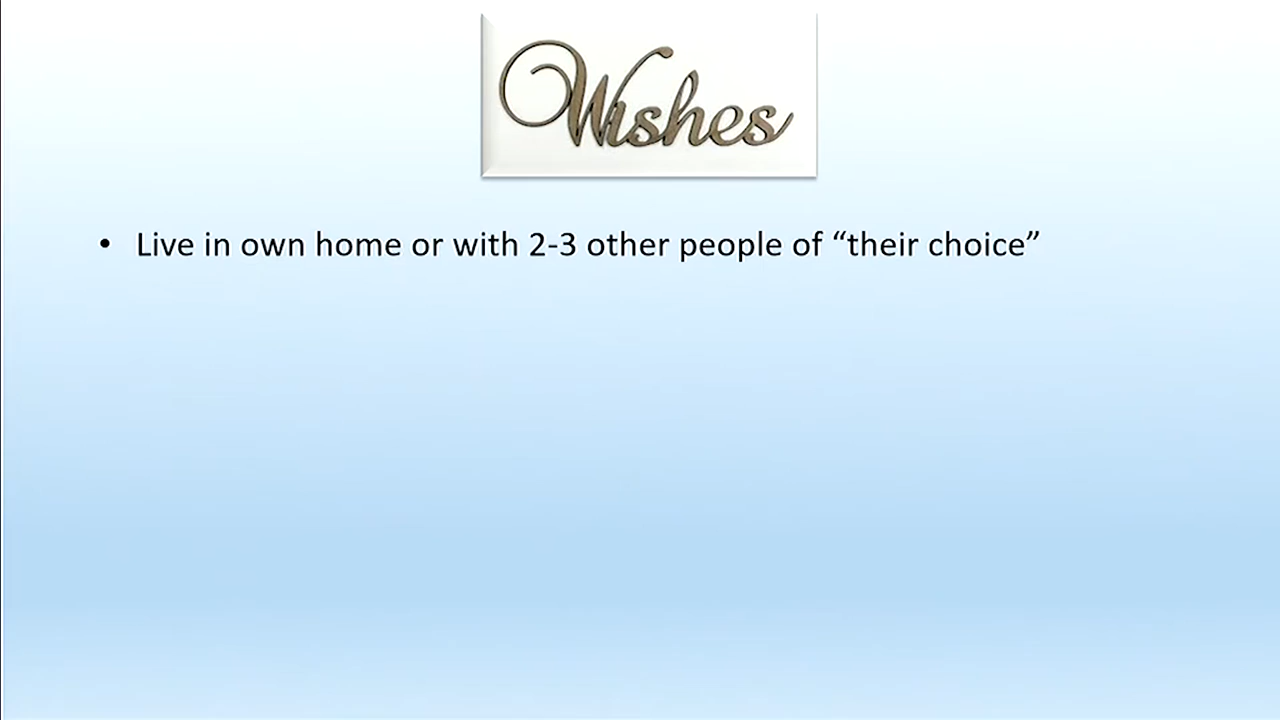 Wishes
• Live in own home or with 2-3 other people of “their choice”